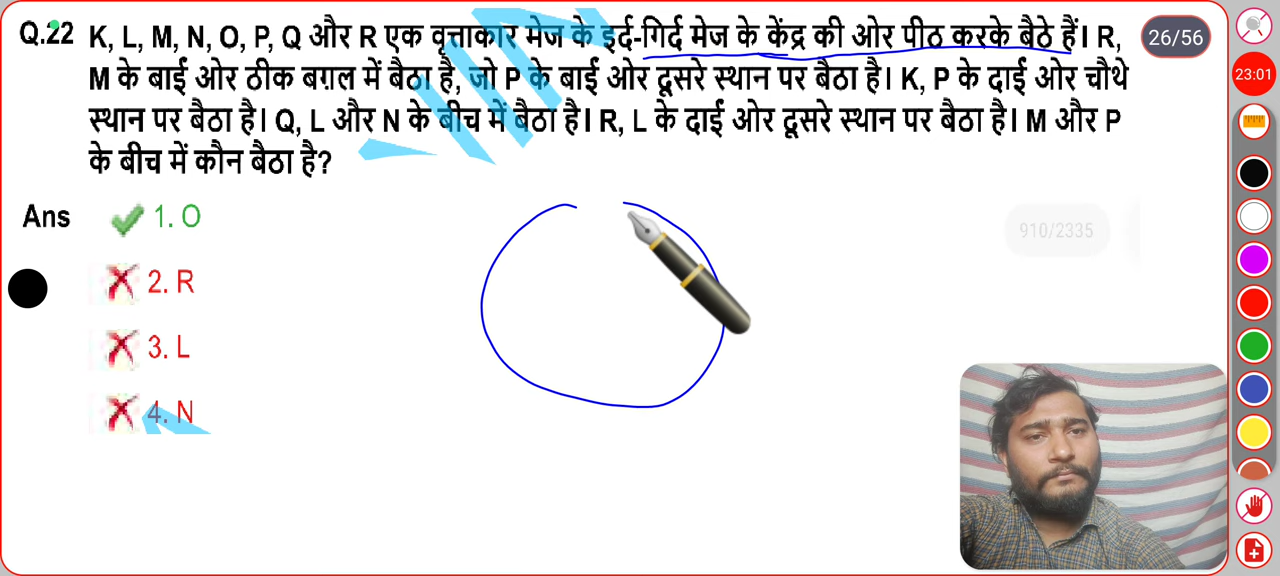 Q.22 K, L, M, N, O, P, Q और R एक वृत्ताकार मेज के इर्द-गिर्द मेज के केंद्र की ओर पीठ करके बैठे हैं। R,
M के बाईं ओर ठीक बग़ल में बैठा है, जो P के बाईं ओर दूसरे स्थान पर बैठा है। K, P के दाईं ओर चौथे
स्थान पर बैठा है। Q, L और N के बीच में बैठा है। R, L के दाईं ओर दूसरे स्थान पर बैठा है। M और P
के बीच में कौन बैठा है?
26/56
23:01
Ans 1. O
2. R
3. L
4. N
910/2335